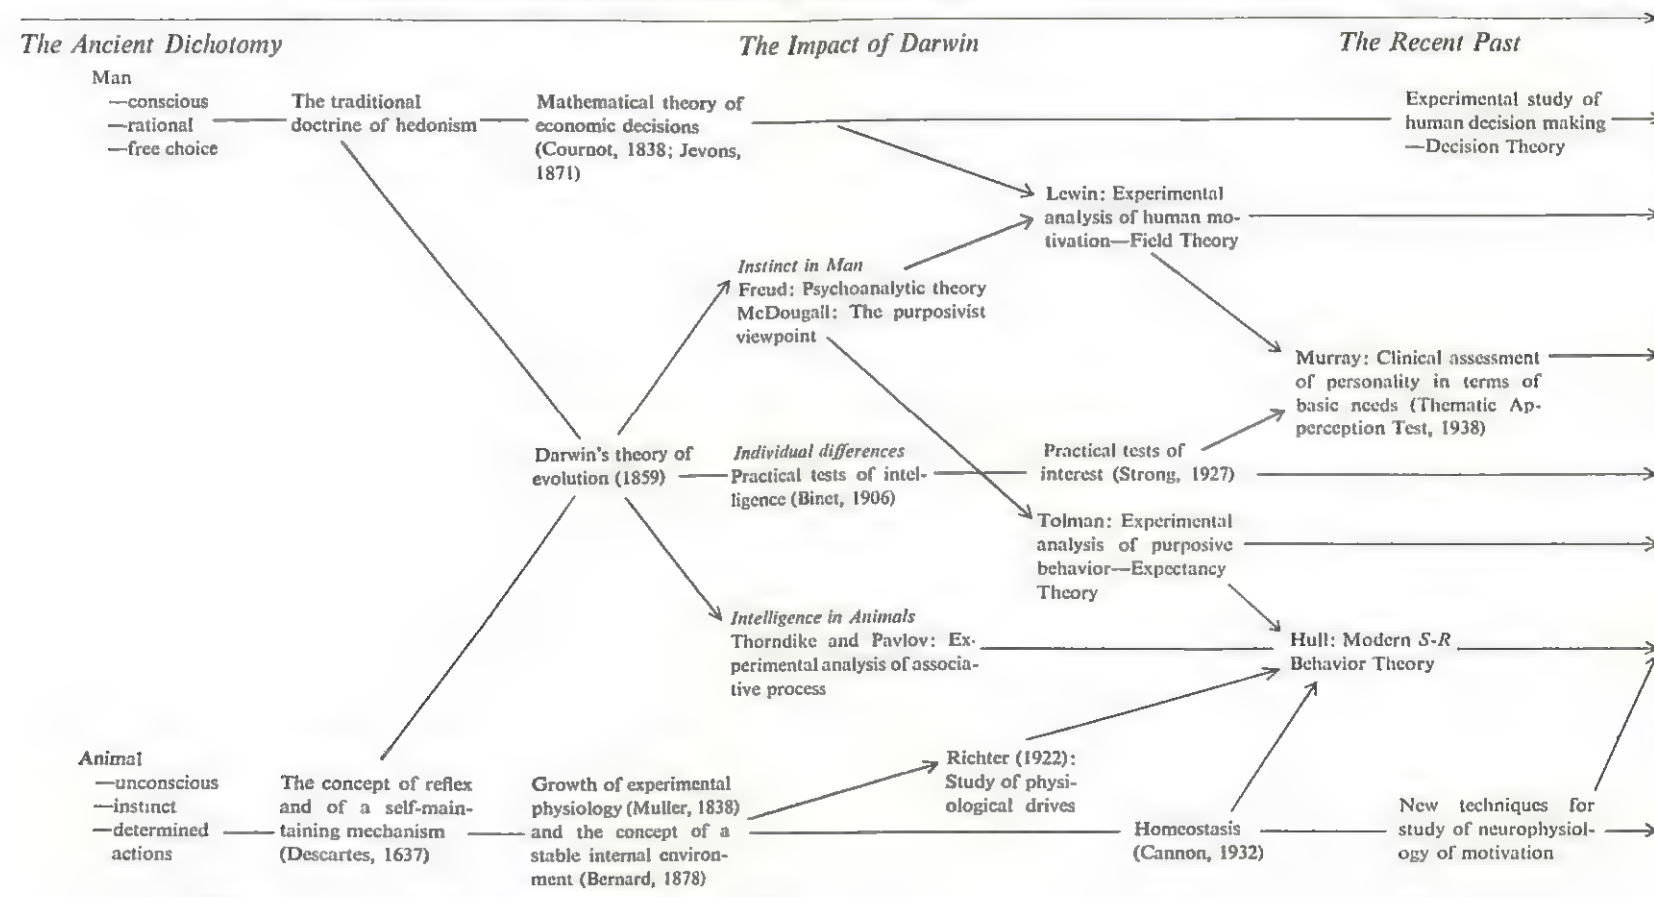 The Ancient Dichotomy
The Impact of Darwin
The Recent Past
Man
—conscious
—rational
—free choice
The traditional
doctrine of hedonism
Mathematical theory of
economic decisions
(Cournot, 1838; Jevons,
1871)
Experimental study of
human decision making
—Decision Theory
Lewin: Experimental
analysis of human mo-
tivation—Field Theory
Instinct in Man
Freud: Psychoanalytic theory
McDougall: The purposivist
viewpoint
Murray: Clinical assessment
of personality in terms of
basic needs (Thematic Ap-
perception Test, 1938)
Darwin's theory of
evolution (1859)
Individual differences
Practical tests of intel-
ligence (Binet, 1906)
Practical tests of
interest (Strong, 1927)
Tolman: Experimental
analysis of purposive
behavior—Expectancy
Theory
Intelligence in Animals
Thorndike and Pavlov: Ex-
perimental analysis of associa-
tive process
Hull: Modern S-R
Behavior Theory
Animal
—unconscious
—instinct
—determined
actions
The concept of reflex
and of a self-main-
taining mechanism
(Descartes, 1637)
Growth of experimental
physiology (Muller, 1838)
and the concept of a
stable internal environ-
ment (Bernard, 1878)
Richter (1922):
Study of physi-
ological drives
Homeostasis
(Cannon, 1932)
New techniques for
study of neurophysiol-
ogy of motivation